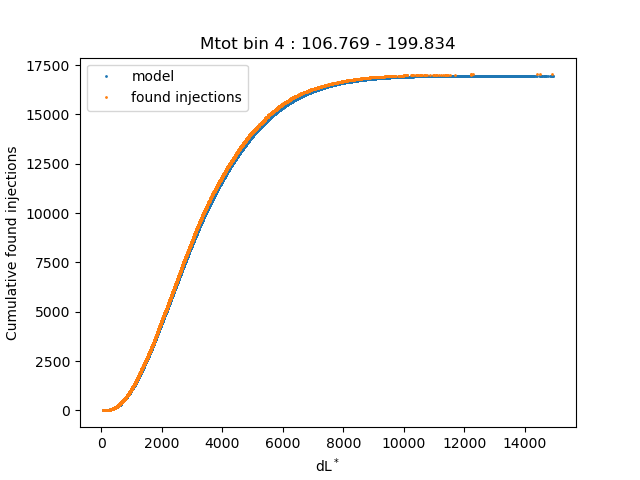 Mtot bin 4 : 106.769 - 199.834
model
found injections
17500
15000
12500
10000
7500
5000
2500
0
Cumulative found injections
0 2000 4000 6000 8000 10000 12000 14000
dL*